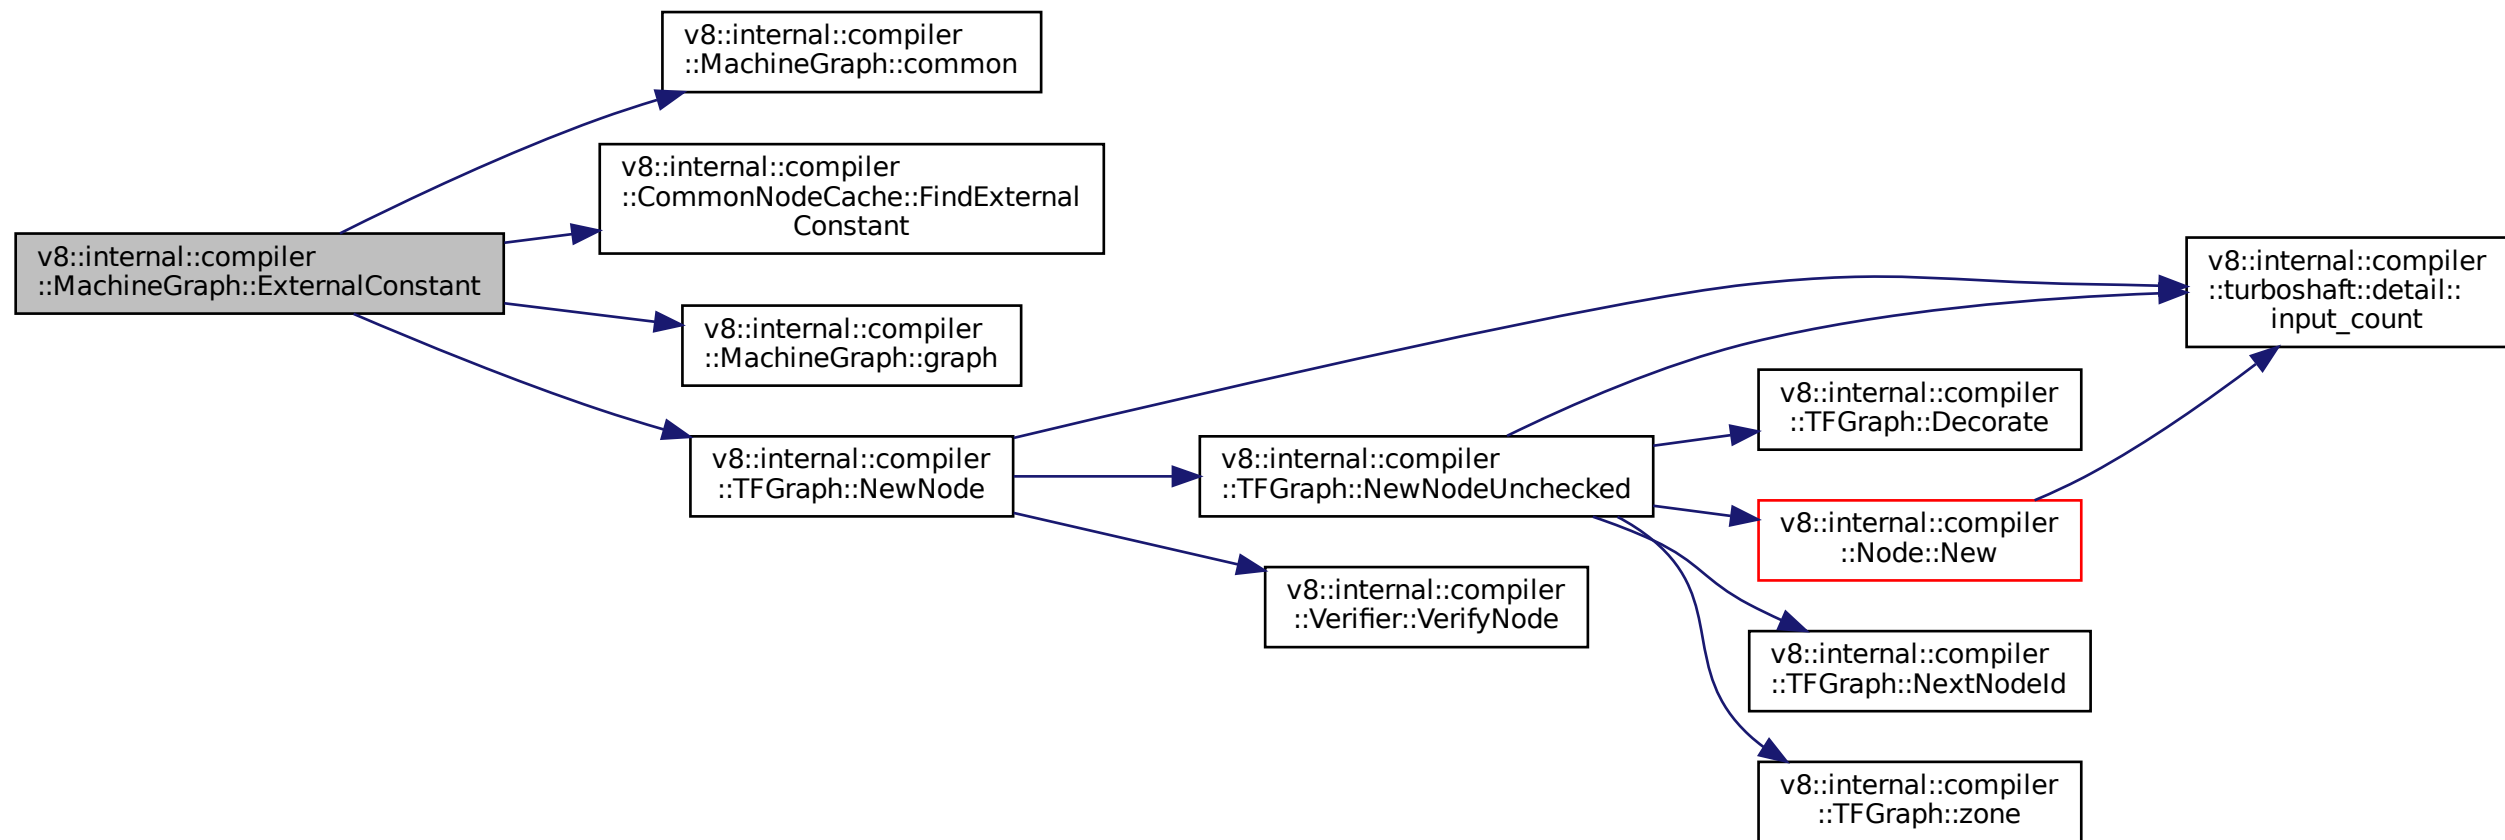 v8::internal::compiler
::MachineGraph::ExternalConstant
v8::internal::compiler
::MachineGraph::common
v8::internal::compiler
::CommonNodeCache::FindExternal
Constant
v8::internal::compiler
::MachineGraph::graph
v8::internal::compiler
::TFGraph::NewNode
v8::internal::compiler
::TFGraph::NewNodeUnchecked
v8::internal::compiler
::Verifier::VerifyNode
v8::internal::compiler
::TFGraph::Decorate
v8::internal::compiler
::Node::New
v8::internal::compiler
::TFGraph::NextNodeId
v8::internal::compiler
::TFGraph::zone
v8::internal::compiler
::turboshaft::detail::
input_count